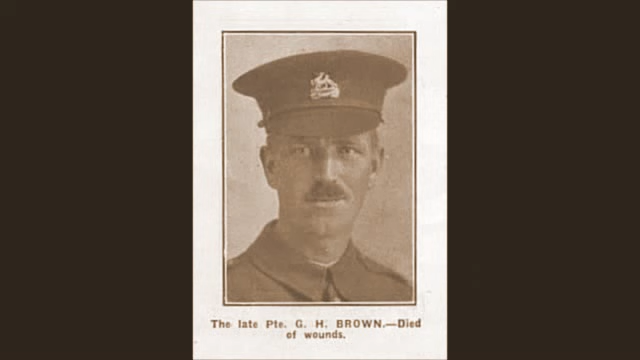 The late Pte. G. H. BROWN.—Died
of wounds.